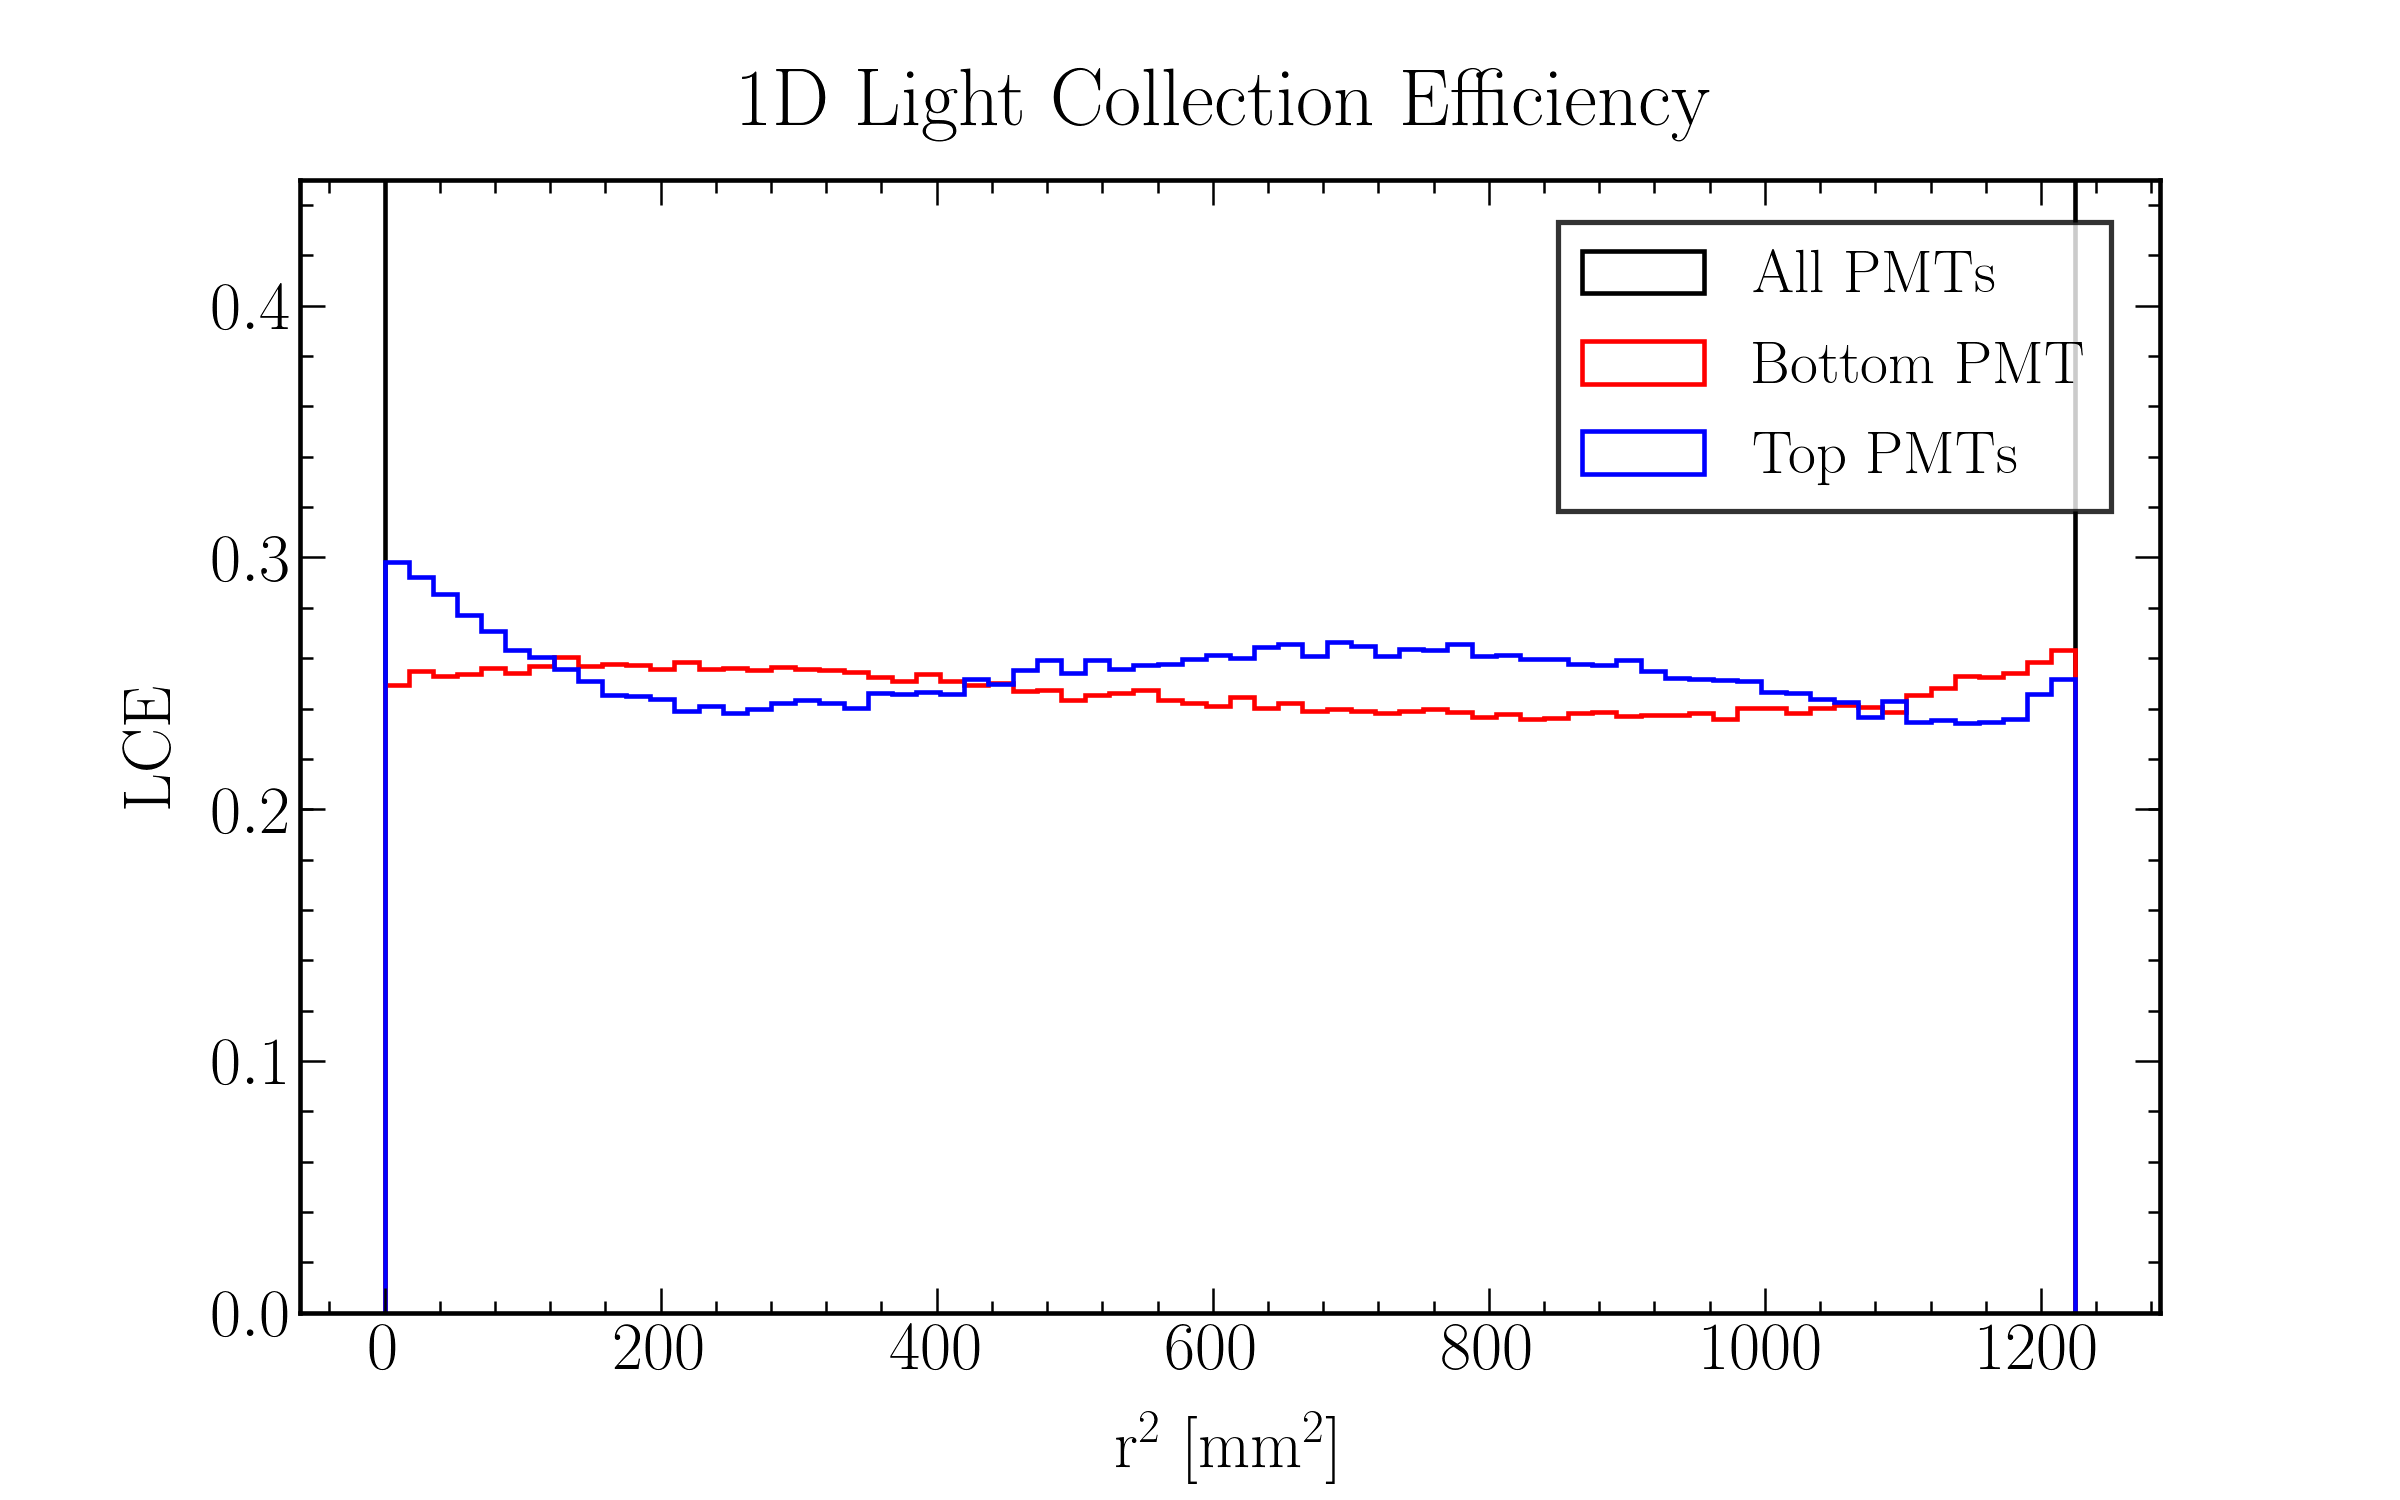 1D Light Collection Efficiency
All PMTs
Bottom PMT
Top PMTs
LCE
0.4
0.3
0.2
0.1
0.0
0 200 400 600 800 1000 1200
r² [mm²]